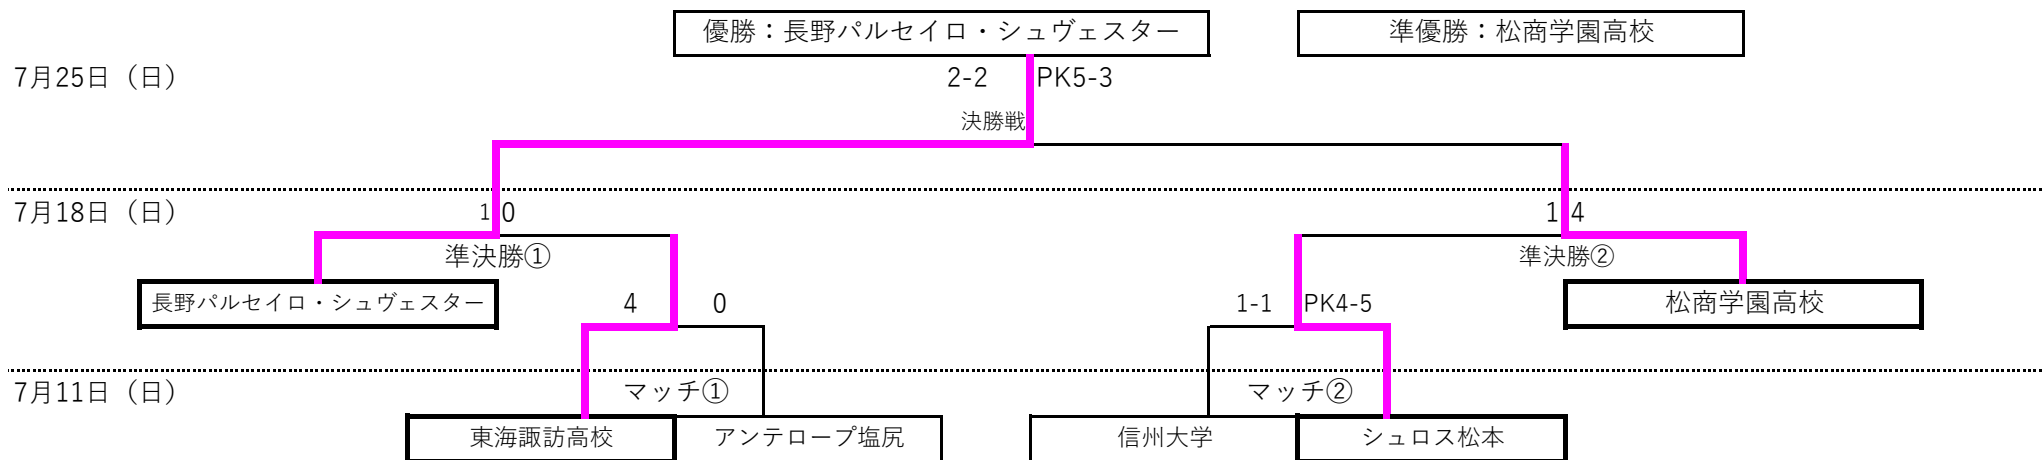 優勝：長野パルセイロ・シュヴェスター
準優勝：松商学園高校
7月25日（日）
2-2 PK5-3
決勝戦
7月18日（日）
1 0
1 4
準決勝①
準決勝②
長野パルセイロ・シュヴェスター
4 0
1-1 PK4-5
松商学園高校
7月11日（日）
マッチ①
マッチ②
東海諏訪高校
アンテロープ塩尻
信州大学
シュロス松本